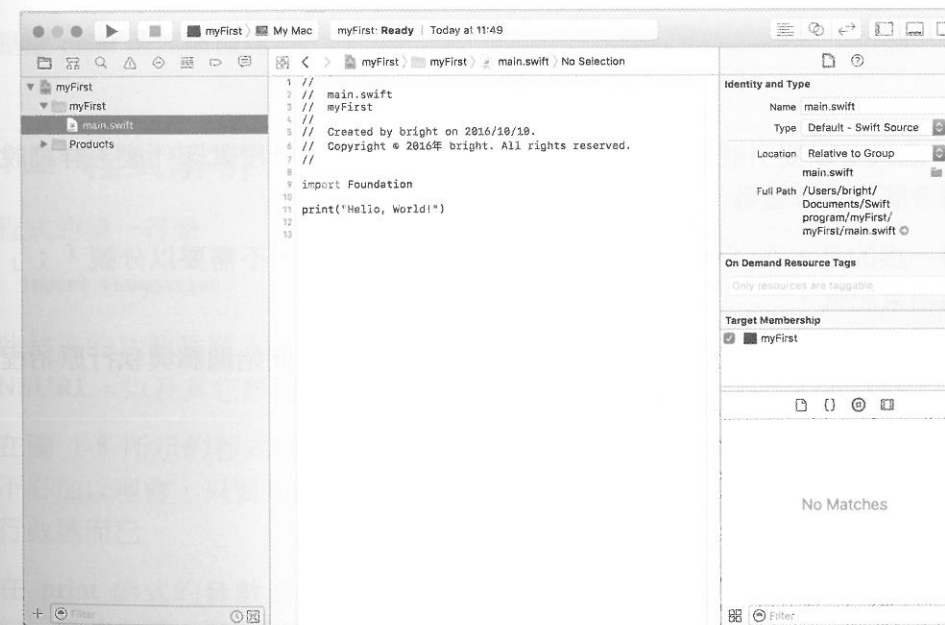 myFirst 〉 My Mac
myFirst: Ready | Today at 11:49
myFirst
myFirst
main.swift
Products
Filter
myFirst 〉 myFirst 〉 main.swift 〉 No Selection
1 //
2 // main.swift
3 // myFirst
4 //
5 // Created by bright on 2016/10/10.
6 // Copyright © 2016年 bright. All rights reserved.
7 //
8
9 import Foundation
10
11 print("Hello, World!")
12
13
Identity and Type
Name main.swift
Type Default - Swift Source
Location Relative to Group
main.swift
Full Path /Users/bright/
Documents/Swift
program/myFirst/
myFirst/main.swift
On Demand Resource Tags
Only resources are taggable
Target Membership
myFirst
No Matches
Filter